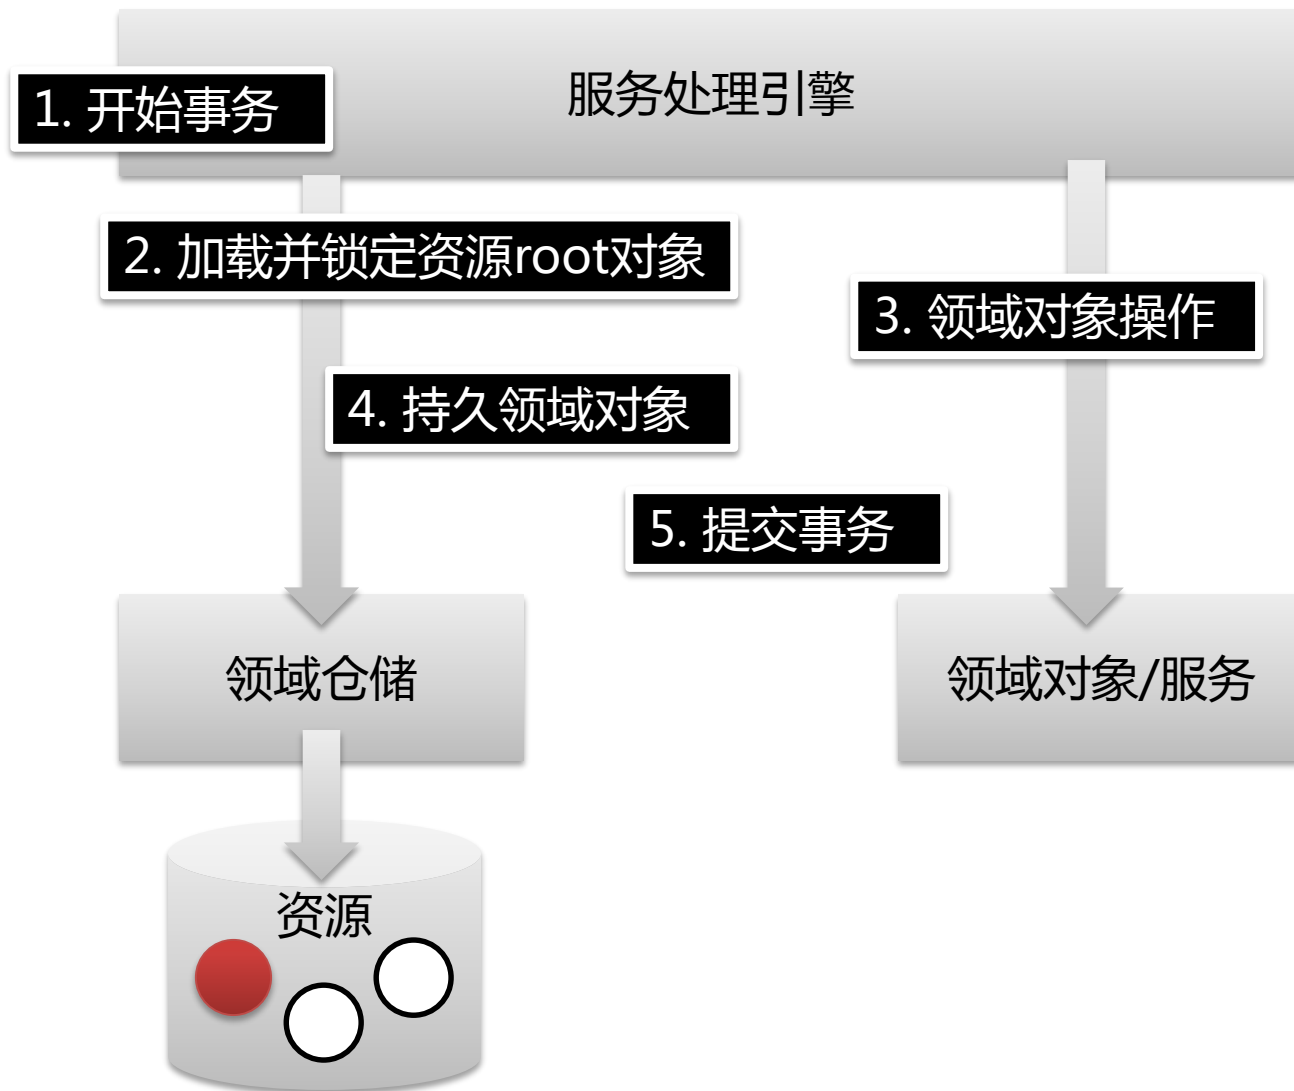 服务处理引擎
1. 开始事务
2. 加载并锁定资源root对象
3. 领域对象操作
4. 持久领域对象
5. 提交事务
领域仓储
领域对象/服务
资源